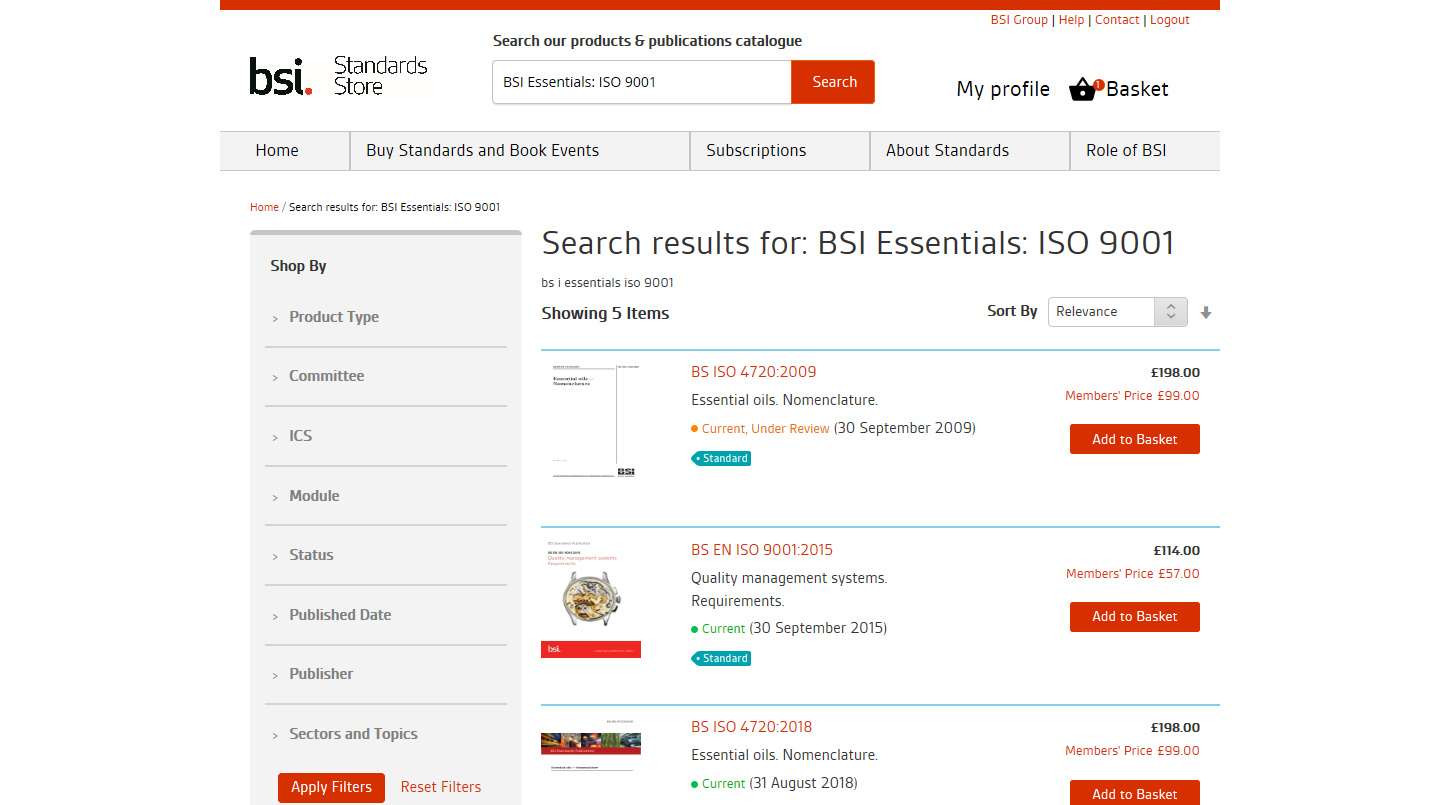 BSI Group | Help | Contact | Logout
Search our products & publications catalogue
bsi. Standards Store
BSI Essentials: ISO 9001
Search
My profile
1
Basket
Home
Buy Standards and Book Events
Subscriptions
About Standards
Role of BSI
Home / Search results for: BSI Essentials: ISO 9001
Shop By
> Product Type
> Committee
> ICS
> Module
> Status
> Published Date
> Publisher
> Sectors and Topics
Apply Filters
Reset Filters
Search results for: BSI Essentials: ISO 9001
bs i essentials iso 9001
Showing 5 Items
Sort By
Relevance
Essential oils —
Nomenclature
BSI
BS ISO 4720:2009
Essential oils. Nomenclature.
Current, Under Review (30 September 2009)
Standard
£198.00
Members' Price £99.00
Add to Basket
BSI Standards Publication
BS EN ISO 9001:2015
Quality management systems
Requirements
bsi.
BS EN ISO 9001:2015
Quality management systems.
Requirements.
Current (30 September 2015)
Standard
£114.00
Members' Price £57.00
Add to Basket
BSI Standards Publication
Essential oils — Nomenclature
BS ISO 4720:2018
Essential oils. Nomenclature.
Current (31 August 2018)
£198.00
Members' Price £99.00
Add to Basket